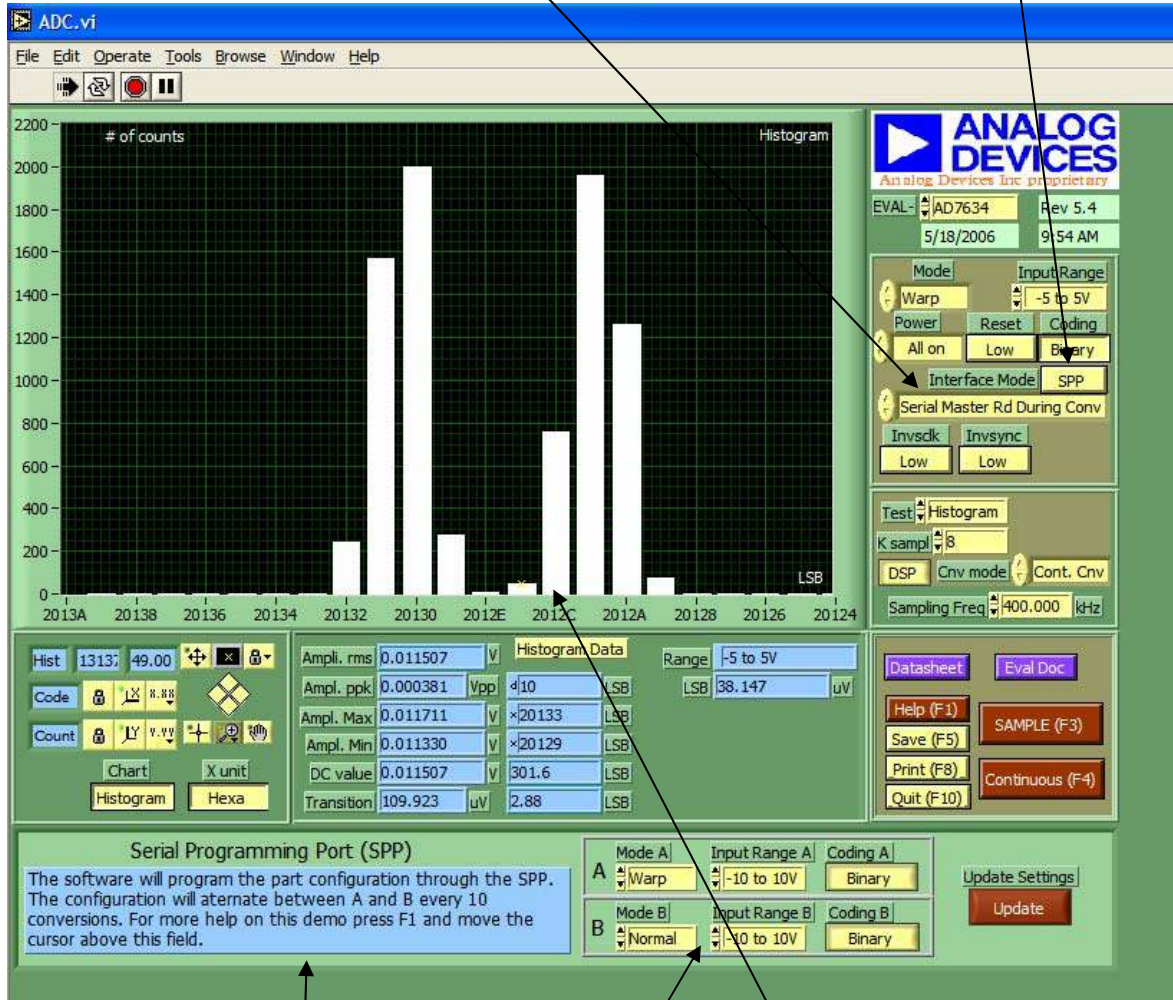 ADC.vi
File Edit Operate Tools Browse Window Help
# of counts
Histogram
2200
2000
1800
1600
1400
1200
1000
800
600
400
200
0
LSB
2013A 20138 20136 20134 20132 20130 2012E 2012C 2012A 20128 20126 20124
ANALOG
DEVICES
Analog Devices Inc proprietary
EVAL- AD7634 Rev 5.4
5/18/2006 9:54 AM
Mode Input Range
Warp -5 to 5V
Power Reset Coding
All on Low Binary
Interface Mode SPP
Serial Master Rd During Conv
Invsclk Invsync
Low Low
Test Histogram
K sampl 8
DSP Cnv mode Cont. Cnv
Sampling Freq 400.000 kHz
Hist 49.00
Code
Count
Chart X unit
Histogram Hexa
Histogram Data
Ampli. rms 0.011507 V
Ampl. ppk 0.000381 Vpp d 10 LSB
Ampl. Max 0.011711 V x 20133 LSB
Ampl. Min 0.011330 V x 20129 LSB
DC value 0.011507 V 301.6 LSB
Transition 109.923 uV 2.88 LSB
Range -5 to 5V
LSB 38.147 uV
Datasheet Eval Doc
Help (F1)
Save (F5)
Print (F8)
Quit (F10)
SAMPLE (F3)
Continuous (F4)
Serial Programming Port (SPP)
The software will program the part configuration through the SPP.
The configuration will aternate between A and B every 10
conversions. For more help on this demo press F1 and move the
cursor above this field.
Mode A Input Range A Coding A
A Warp -10 to 10V Binary
Mode B Input Range B Coding B
B Normal -10 to 10V Binary
Update Settings
Update